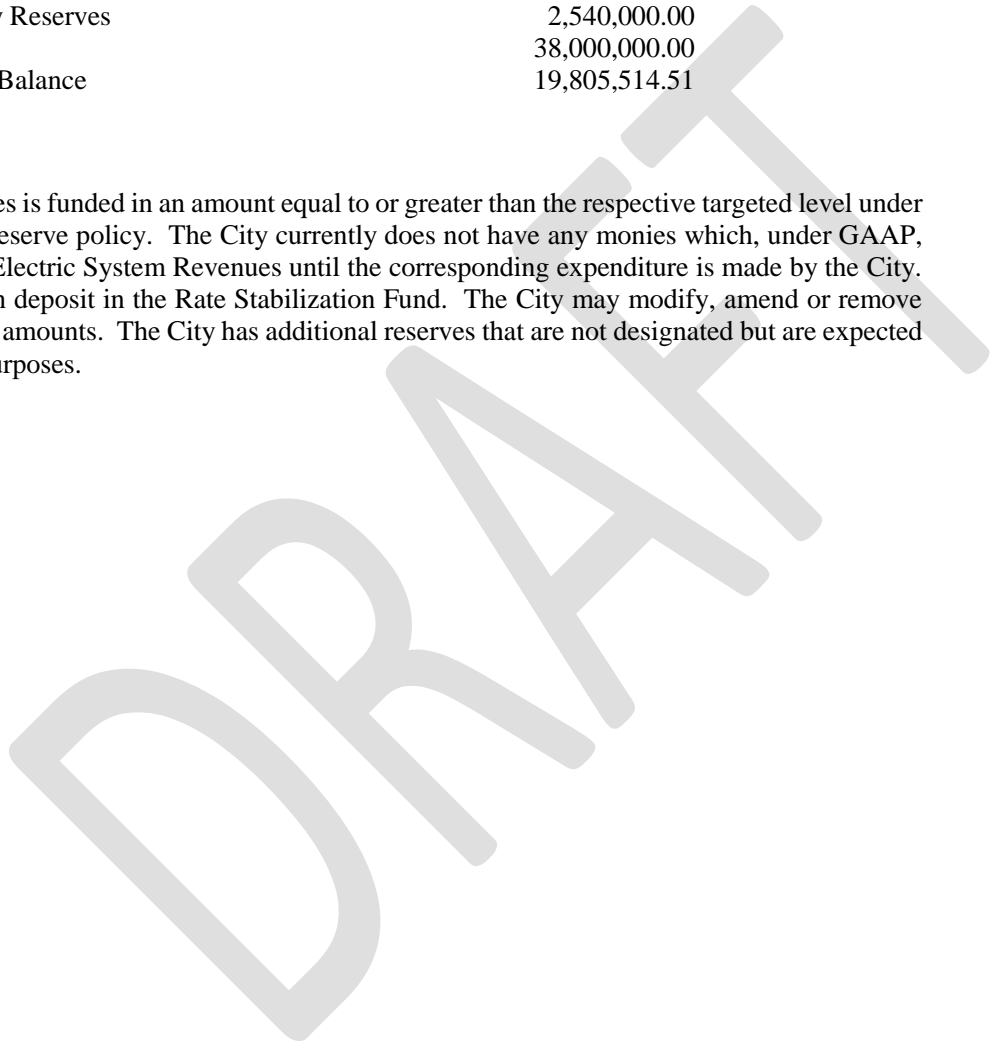 y Reserves 2,540,000.00
38,000,000.00
Balance 19,805,514.51
es is funded in an amount equal to or greater than the respective targeted level under
eserve policy. The City currently does not have any monies which, under GAAP,
Electric System Revenues until the corresponding expenditure is made by the City.
n deposit in the Rate Stabilization Fund. The City may modify, amend or remove
amounts. The City has additional reserves that are not designated but are expected
urposes.
DRAFT